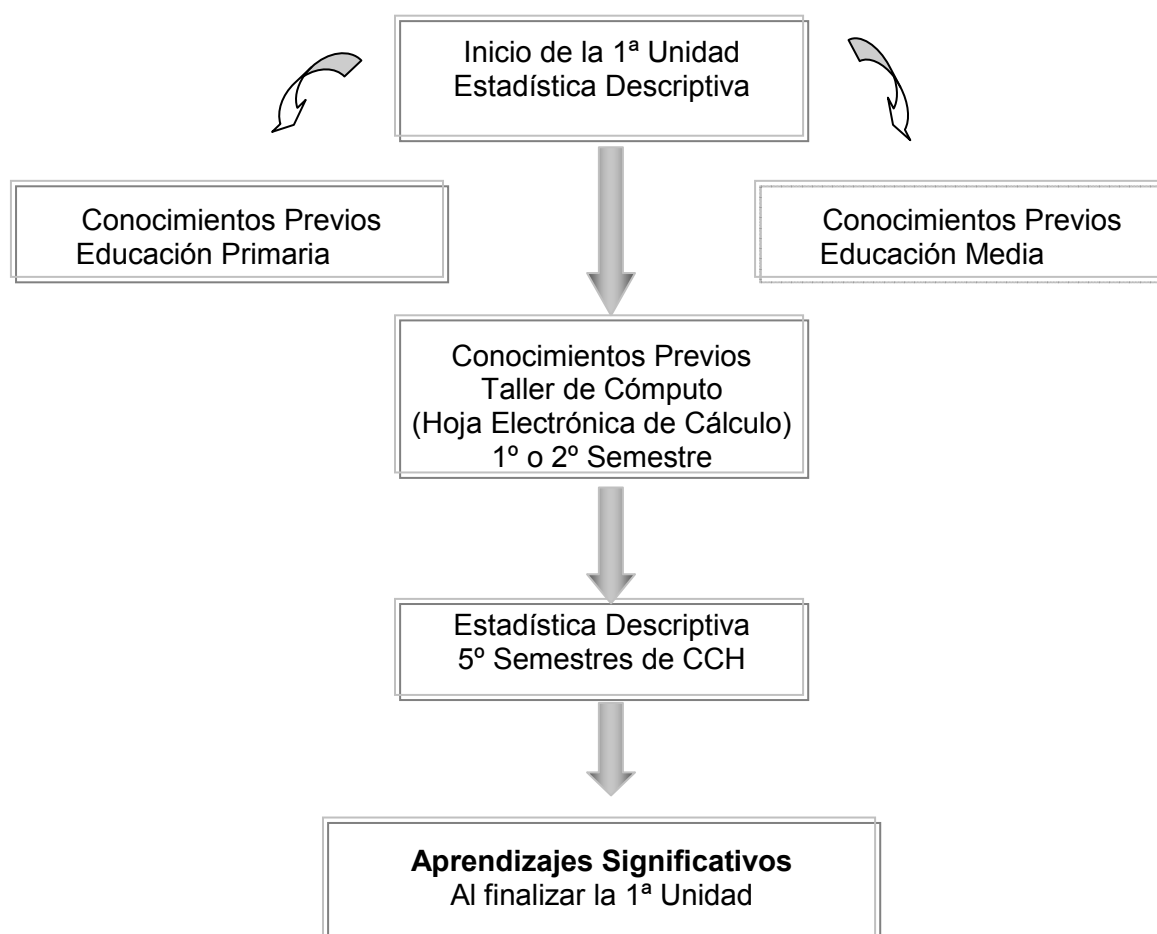 Inicio de la 1ª Unidad
Estadística Descriptiva
Conocimientos Previos
Educación Primaria
Conocimientos Previos
Educación Media
Conocimientos Previos
Taller de Cómputo
(Hoja Electrónica de Cálculo)
1º o 2º Semestre
Estadística Descriptiva
5º Semestres de CCH
Aprendizajes Significativos
Al finalizar la 1ª Unidad